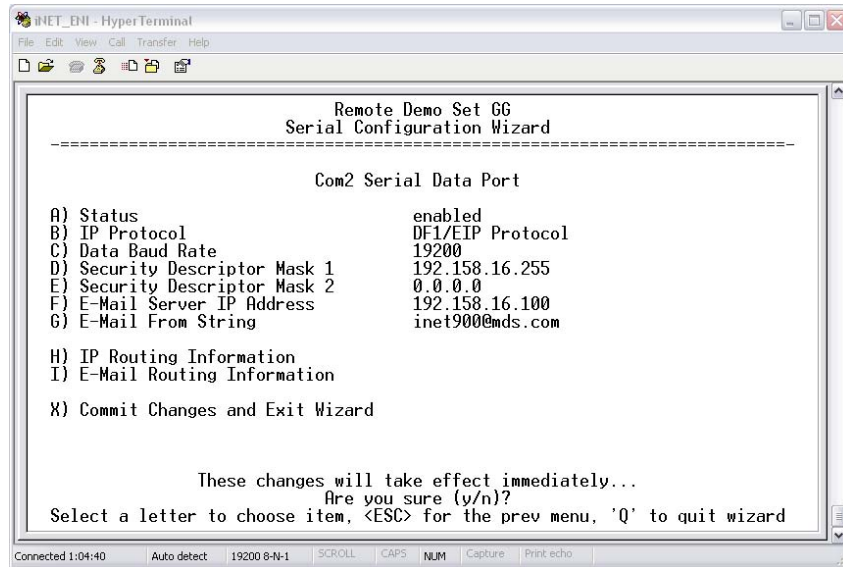 iNET_ENI - HyperTerminal
File Edit View Call Transfer Help
Remote Demo Set GG
Serial Configuration Wizard
-==========================================================================-
Com2 Serial Data Port
A) Status enabled
B) IP Protocol DF1/EIP Protocol
C) Data Baud Rate 19200
D) Security Descriptor Mask 1 192.158.16.255
E) Security Descriptor Mask 2 0.0.0.0
F) E-Mail Server IP Address 192.158.16.100
G) E-Mail From String inet900@mds.com
H) IP Routing Information
I) E-Mail Routing Information
X) Commit Changes and Exit Wizard
These changes will take effect immediately...
Are you sure (y/n)?
Select a letter to choose item, <ESC> for the prev menu, 'Q' to quit wizard
Connected 1:04:40 Auto detect 19200 8-N-1 SCROLL CAPS NUM Capture Print echo